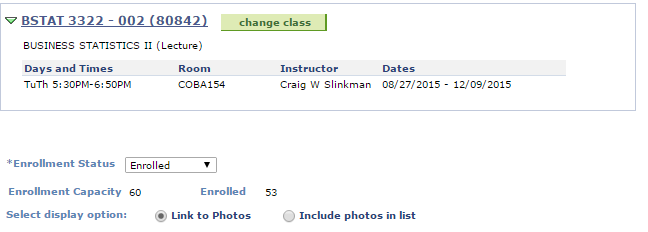 BSTAT 3322 - 002 (80842) change class
BUSINESS STATISTICS II (Lecture)
Days and Times Room Instructor Dates
TuTh 5:30PM-6:50PM COBA154 Craig W Slinkman 08/27/2015 - 12/09/2015
*Enrollment Status Enrolled
Enrollment Capacity 60 Enrolled 53
Select display option: Link to Photos Include photos in list